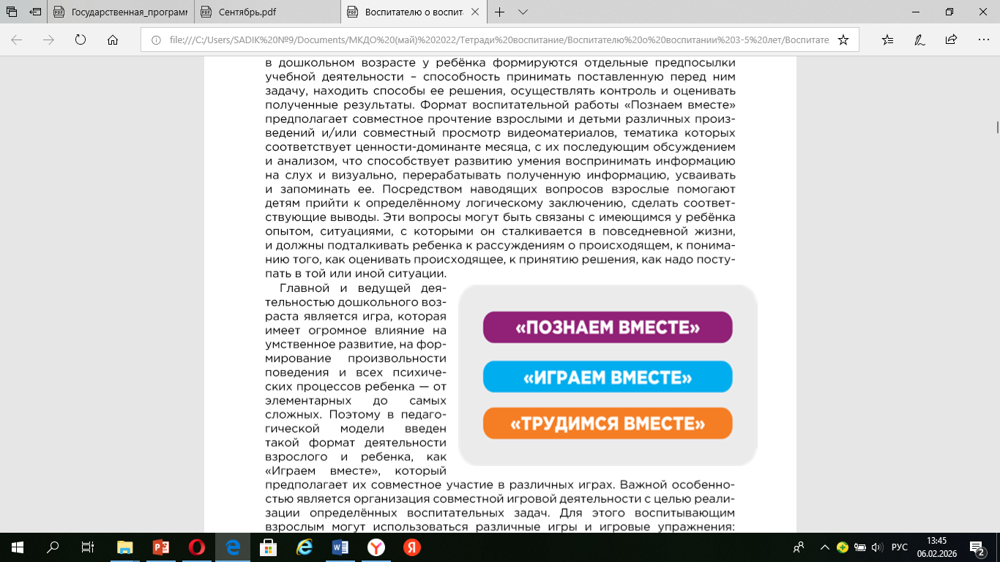 Государственная_програми
Сентябрь.pdf
Воспитателю о воспита
file:///C:/Users/SADIK%20№9/Documents/МКДО%20(май)%202022/Тетради%20воспитание/Воспитателю%20о%20воспитании%203-5%20лет/Воспитате
в дошкольном возрасте у ребёнка формируются отдельные предпосылки
учебной деятельности – способность принимать поставленную перед ним
задачу, находить способы ее решения, осуществлять контроль и оценивать
полученные результаты. Формат воспитательной работы «Познаем вместе»
предполагает совместное прочтение взрослыми и детьми различных произ-
ведений и/или совместный просмотр видеоматериалов, тематика которых
соответствует ценности-доминанте месяца, с их последующим обсуждением
и анализом, что способствует развитию умения воспринимать информацию
на слух и визуально, перерабатывать полученную информацию, усваивать
и запоминать ее. Посредством наводящих вопросов взрослые помогают
детям прийти к определённому логическому заключению, сделать соответ-
ствующие выводы. Эти вопросы могут быть связаны с имеющимся у ребёнка
опытом, ситуациями, с которыми он сталкивается в повседневной жизни,
и должны подталкивать ребенка к рассуждениям о происходящем, к понима-
нию того, как оценивать происходящее, к принятию решения, как надо посту-
пать в той или иной ситуации.
Главной и ведущей дея-
тельностью дошкольного воз-
раста является игра, которая
имеет огромное влияние на
умственное развитие, на фор-
мирование произвольности
поведения и всех психиче-
ских процессов ребенка — от
элементарных до самых
сложных. Поэтому в педаго-
гической модели введен
такой формат деятельности
взрослого и ребенка, как
«Играем вместе», который
предполагает их совместное участие в различных играх. Важной особенно-
стью является организация совместной игровой деятельности с целью реали-
зации определённых воспитательных задач. Для этого воспитывающим
взрослым могут использоваться различные игры и игровые упражнения:
«ПОЗНАЕМ ВМЕСТЕ»
«ИГРАЕМ ВМЕСТЕ»
«ТРУДИМСЯ ВМЕСТЕ»
РУС
13:45
06.02.2026
2